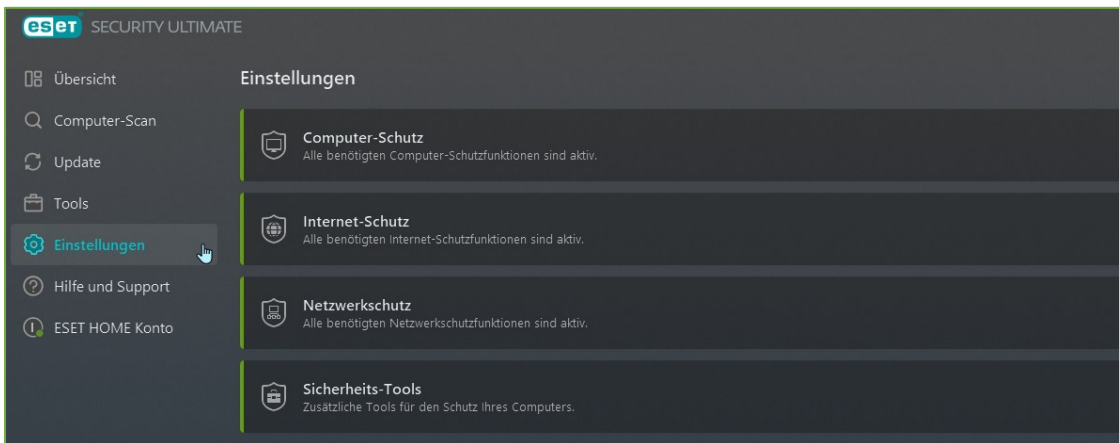 eset SECURITY ULTIMATE
Übersicht
Computer-Scan
Update
Tools
Einstellungen
Hilfe und Support
ESET HOME Konto
Einstellungen
Computer-Schutz
Alle benötigten Computer-Schutzfunktionen sind aktiv.
Internet-Schutz
Alle benötigten Internet-Schutzfunktionen sind aktiv.
Netzwerkschutz
Alle benötigten Netzwerkschutzfunktionen sind aktiv.
Sicherheits-Tools
Zusätzliche Tools für den Schutz Ihres Computers.